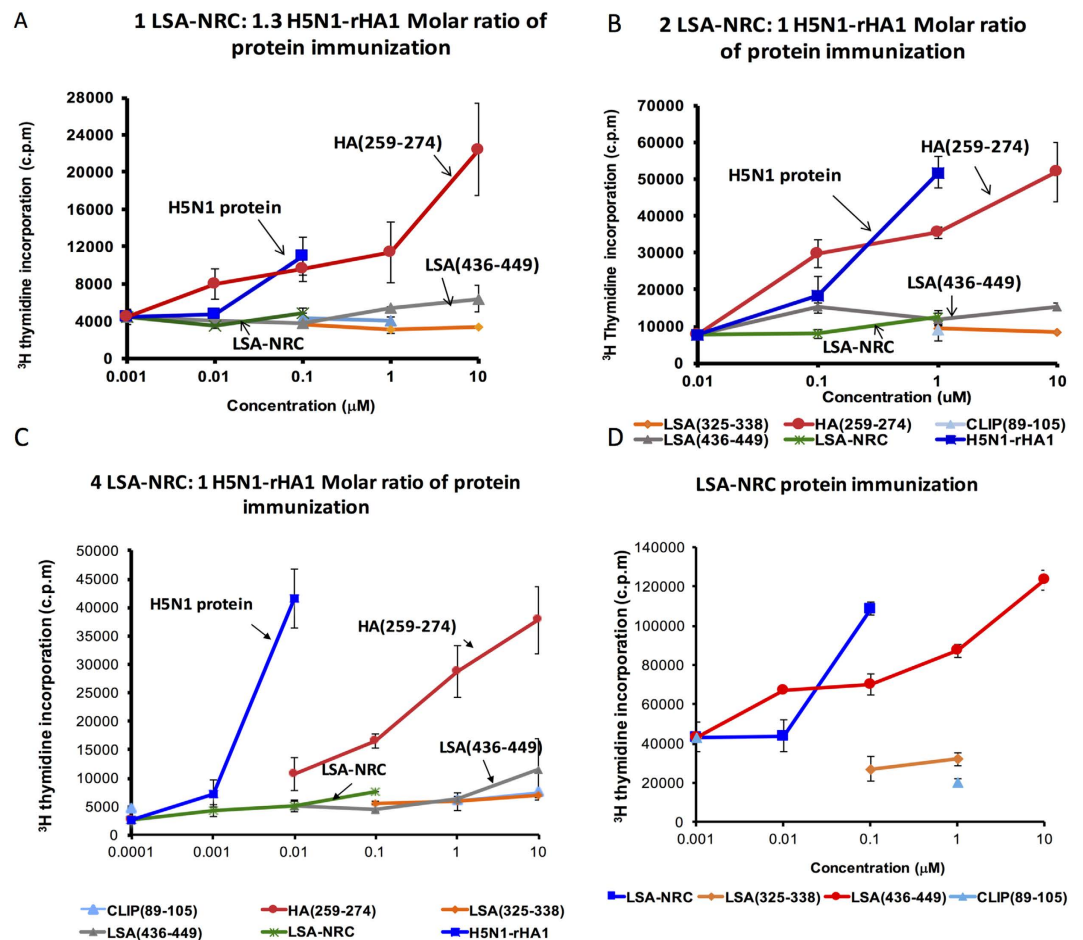 A
1 LSA-NRC: 1.3 H5N1-rHA1 Molar ratio of
protein immunization
³H thymidine incorporation (c.p.m)
28000
24000
20000
16000
12000
8000
4000
0
HA(259-274)
H5N1 protein
LSA(436-449)
LSA-NRC
0.001
0.01
0.1
1
10
Concentration (μM)
B
2 LSA-NRC: 1 H5N1-rHA1 Molar ratio
of protein immunization
³H Thymidine incorporation (c.p.m)
70000
60000
50000
40000
30000
20000
10000
0
HA(259-274)
H5N1 protein
LSA(436-449)
LSA-NRC
0.01
0.1
1
10
Concentration (uM)
LSA(325-338)
HA(259-274)
CLIP(89-105)
LSA(436-449)
LSA-NRC
H5N1-rHA1
C
4 LSA-NRC: 1 H5N1-rHA1 Molar ratio of protein
immunization
³H thymidine incorporation (c.p.m)
50000
45000
40000
35000
30000
25000
20000
15000
10000
5000
0
H5N1 protein
HA(259-274)
LSA(436-449)
LSA-NRC
0.0001
0.001
0.01
0.1
1
10
CLIP(89-105)
HA(259-274)
LSA(325-338)
LSA(436-449)
LSA-NRC
H5N1-rHA1
D
LSA-NRC protein immunization
³H thymidine incorporation (c.p.m)
140000
120000
100000
80000
60000
40000
20000
0
0.001
0.01
0.1
1
10
Concentration (μM)
LSA-NRC
LSA(325-338)
LSA(436-449)
CLIP(89-105)